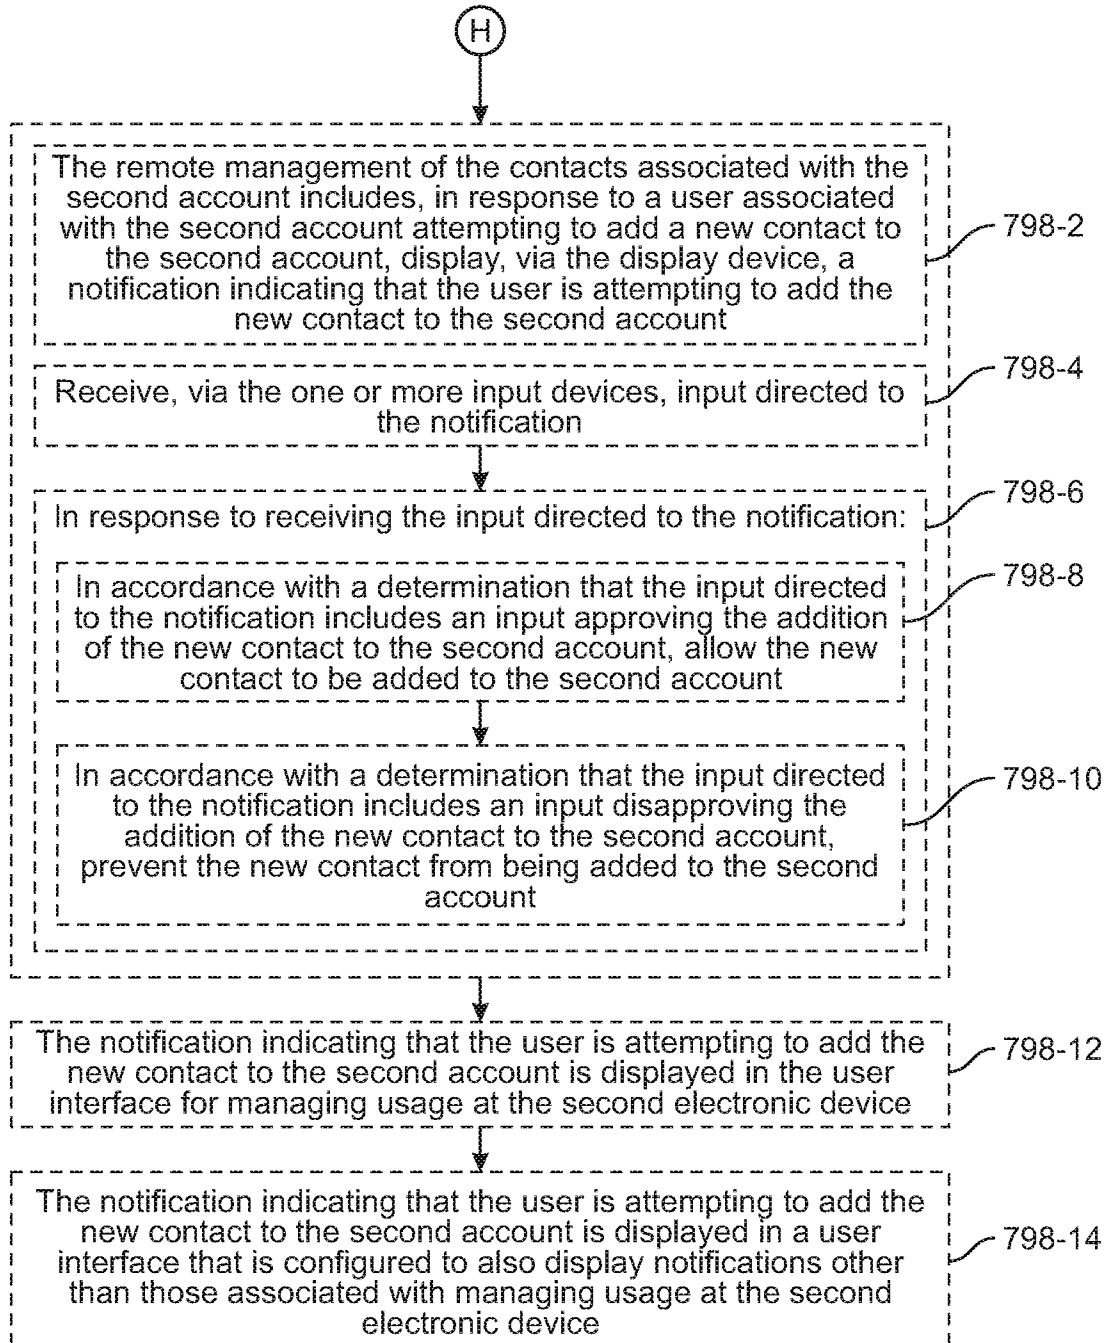 H
The remote management of the contacts associated with the
second account includes, in response to a user associated
with the second account attempting to add a new contact to
the second account, display, via the display device, a
notification indicating that the user is attempting to add the
new contact to the second account
798-2
Receive, via the one or more input devices, input directed to
the notification
798-4
In response to receiving the input directed to the notification:
798-6
In accordance with a determination that the input directed
to the notification includes an input approving the addition
of the new contact to the second account, allow the new
contact to be added to the second account
798-8
In accordance with a determination that the input directed
to the notification includes an input disapproving the
addition of the new contact to the second account,
prevent the new contact from being added to the second
account
798-10
The notification indicating that the user is attempting to add the
new contact to the second account is displayed in the user
interface for managing usage at the second electronic device
798-12
The notification indicating that the user is attempting to add the
new contact to the second account is displayed in a user
interface that is configured to also display notifications other
than those associated with managing usage at the second
electronic device
798-14